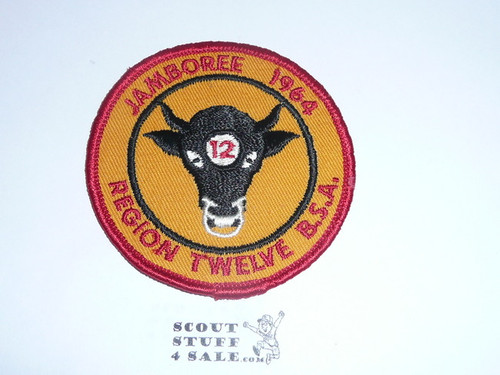 JAMBOREE 1964
12
REGION TWELVE B.S.A.
SCOUT
STUFF
4 SALE.COM